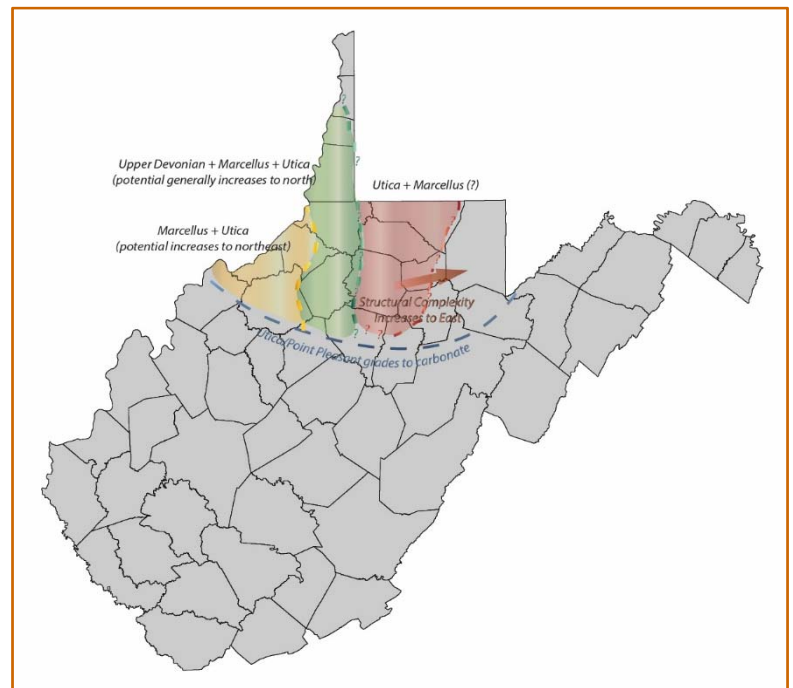 ?
Upper Devonian + Marcellus + Utica
(potential generally increases to north)
?
Utica + Marcellus (?)
Marcellus + Utica
(potential increases to northeast)
Structural Complexity
Increases to East
? ? ?
Utica/Point Pleasant grades to carbonate